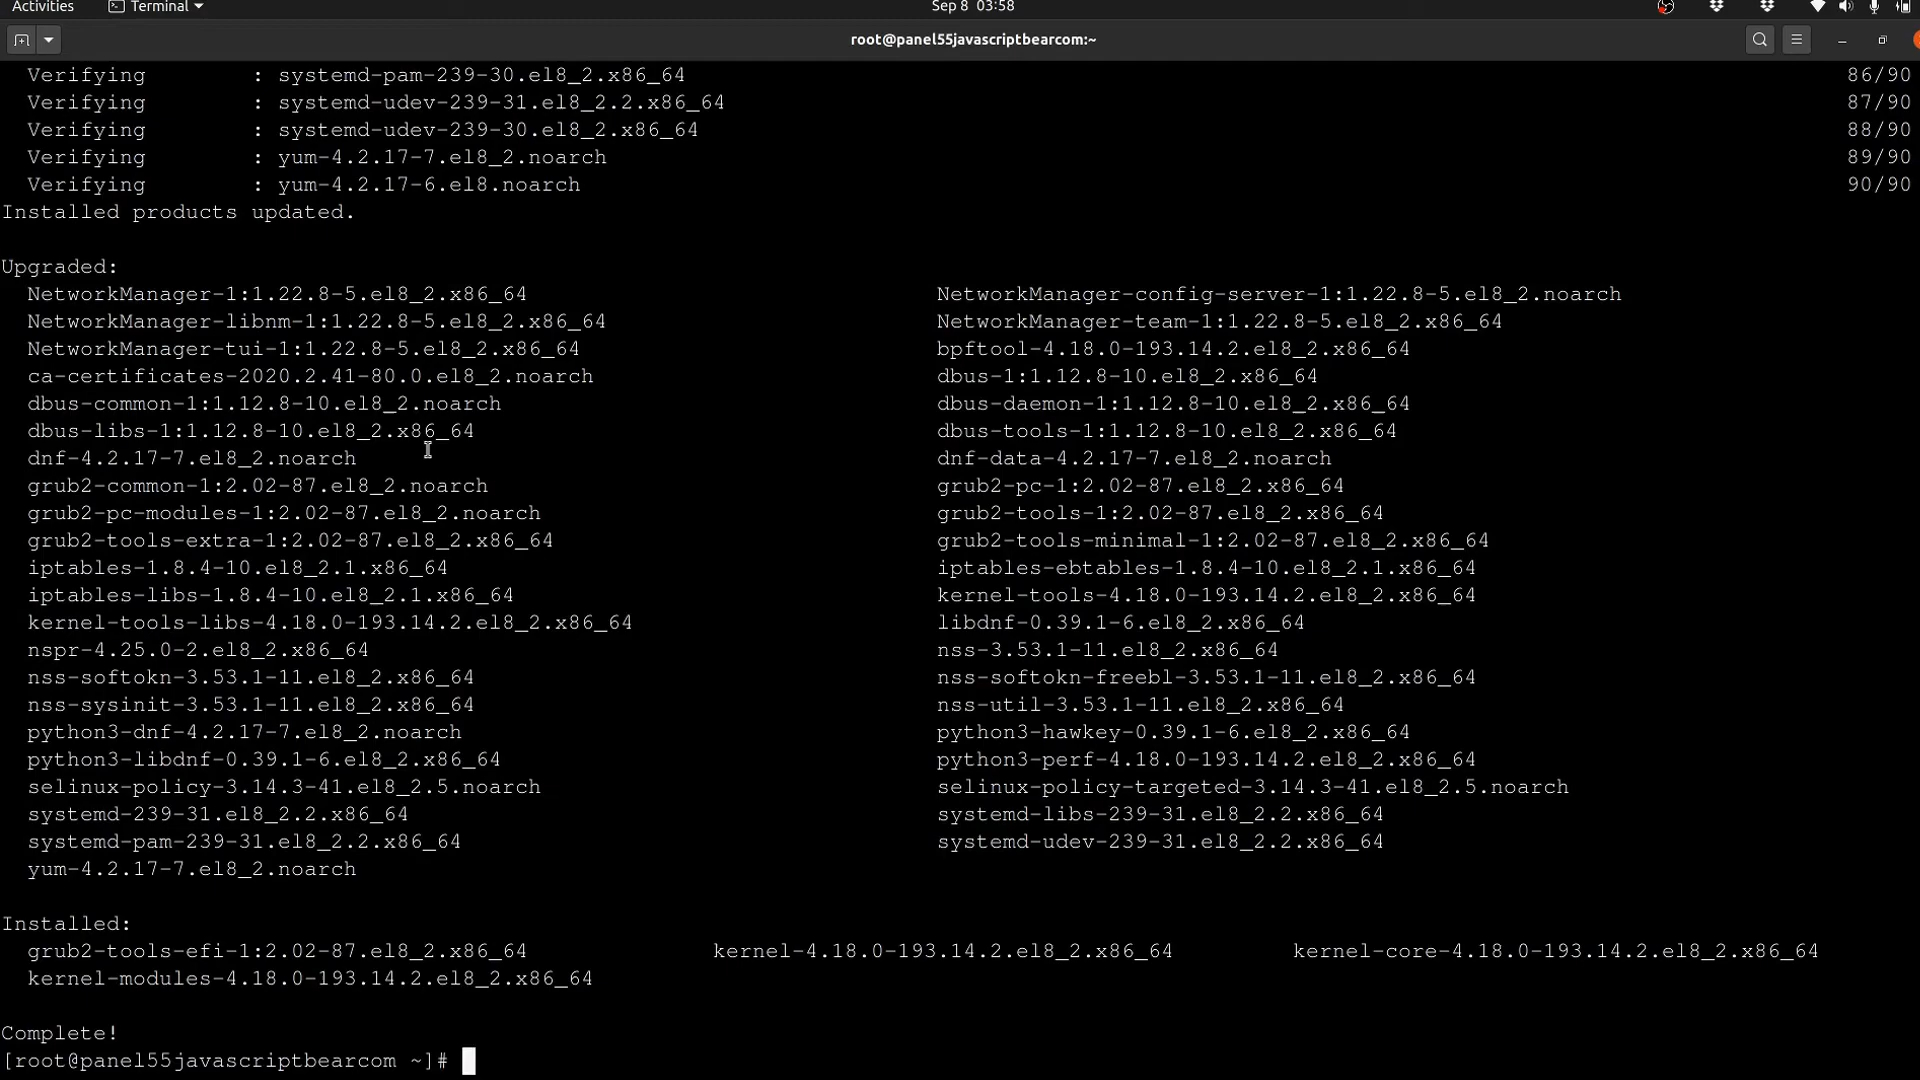 Activities Terminal Sep 8 03:58
root@panel55javascriptbearcom:~
Verifying : systemd-pam-239-30.el8_2.x86_64 86/90
Verifying : systemd-udev-239-31.el8_2.2.x86_64 87/90
Verifying : systemd-udev-239-30.el8_2.x86_64 88/90
Verifying : yum-4.2.17-7.el8_2.noarch 89/90
Verifying : yum-4.2.17-6.el8.noarch 90/90
Installed products updated.
Upgraded:
NetworkManager-1:1.22.8-5.el8_2.x86_64 NetworkManager-config-server-1:1.22.8-5.el8_2.noarch
NetworkManager-libnm-1:1.22.8-5.el8_2.x86_64 NetworkManager-team-1:1.22.8-5.el8_2.x86_64
NetworkManager-tui-1:1.22.8-5.el8_2.x86_64 bpftool-4.18.0-193.14.2.el8_2.x86_64
ca-certificates-2020.2.41-80.0.el8_2.noarch dbus-1:1.12.8-10.el8_2.x86_64
dbus-common-1:1.12.8-10.el8_2.noarch dbus-daemon-1:1.12.8-10.el8_2.x86_64
dbus-libs-1:1.12.8-10.el8_2.x86_64 dbus-tools-1:1.12.8-10.el8_2.x86_64
dnf-4.2.17-7.el8_2.noarch dnf-data-4.2.17-7.el8_2.noarch
grub2-common-1:2.02-87.el8_2.noarch grub2-pc-1:2.02-87.el8_2.x86_64
grub2-pc-modules-1:2.02-87.el8_2.noarch grub2-tools-1:2.02-87.el8_2.x86_64
grub2-tools-extra-1:2.02-87.el8_2.x86_64 grub2-tools-minimal-1:2.02-87.el8_2.x86_64
iptables-1.8.4-10.el8_2.1.x86_64 iptables-ebtables-1.8.4-10.el8_2.1.x86_64
iptables-libs-1.8.4-10.el8_2.1.x86_64 kernel-tools-4.18.0-193.14.2.el8_2.x86_64
kernel-tools-libs-4.18.0-193.14.2.el8_2.x86_64 libdnf-0.39.1-6.el8_2.x86_64
nspr-4.25.0-2.el8_2.x86_64 nss-3.53.1-11.el8_2.x86_64
nss-softokn-3.53.1-11.el8_2.x86_64 nss-softokn-freebl-3.53.1-11.el8_2.x86_64
nss-sysinit-3.53.1-11.el8_2.x86_64 nss-util-3.53.1-11.el8_2.x86_64
python3-dnf-4.2.17-7.el8_2.noarch python3-hawkey-0.39.1-6.el8_2.x86_64
python3-libdnf-0.39.1-6.el8_2.x86_64 python3-perf-4.18.0-193.14.2.el8_2.x86_64
selinux-policy-3.14.3-41.el8_2.5.noarch selinux-policy-targeted-3.14.3-41.el8_2.5.noarch
systemd-239-31.el8_2.2.x86_64 systemd-libs-239-31.el8_2.2.x86_64
systemd-pam-239-31.el8_2.2.x86_64 systemd-udev-239-31.el8_2.2.x86_64
yum-4.2.17-7.el8_2.noarch
Installed:
grub2-tools-efi-1:2.02-87.el8_2.x86_64 kernel-4.18.0-193.14.2.el8_2.x86_64 kernel-core-4.18.0-193.14.2.el8_2.x86_64
kernel-modules-4.18.0-193.14.2.el8_2.x86_64
Complete!
[root@panel55javascriptbearcom ~]#